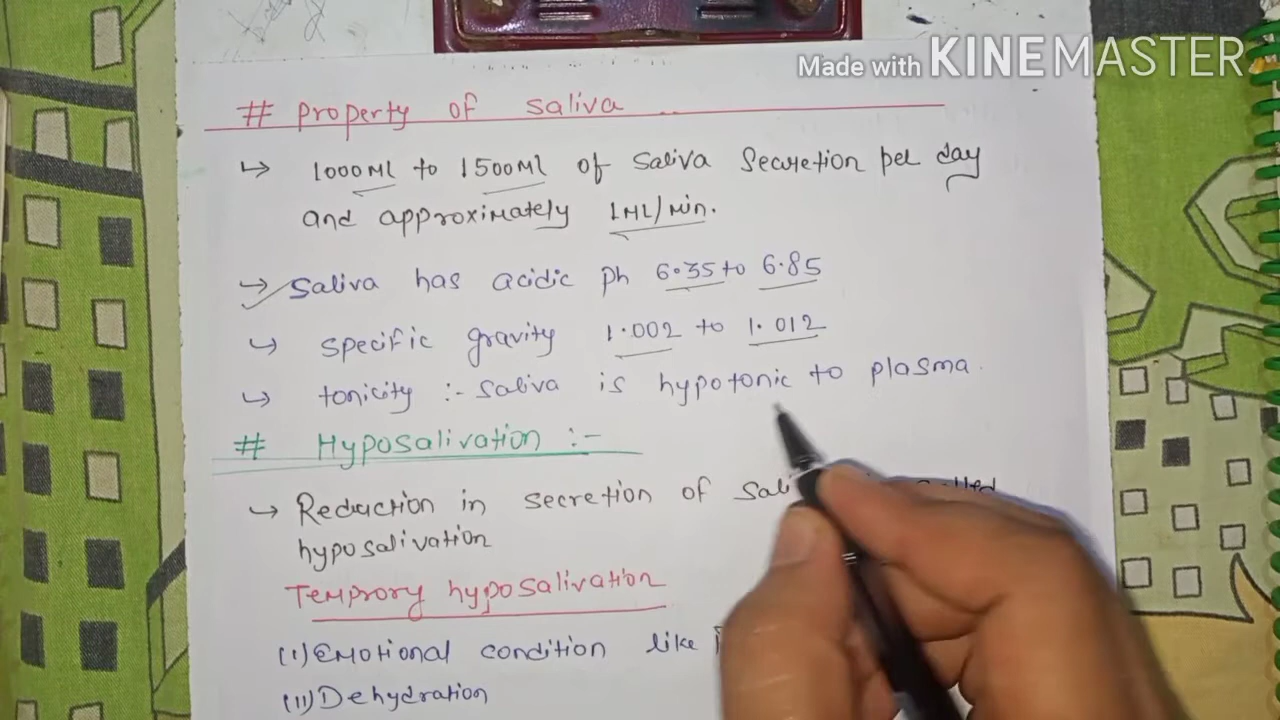 Made with KINEMASTER
# Property of saliva
↳ 1000Ml to 1500Ml of Saliva Secretion per day
and approximately 1ML/Min.
→ Saliva has acidic ph 6.35 to 6.85
↳ specific gravity 1.002 to 1.012
↳ tonicity :- saliva is hypotonic to plasma.
# Hyposalivation :-
↳ Reduction in secretion of
hyposalivation
Temprory hyposalivation
(I) Emotional condition like
(II) Dehydration